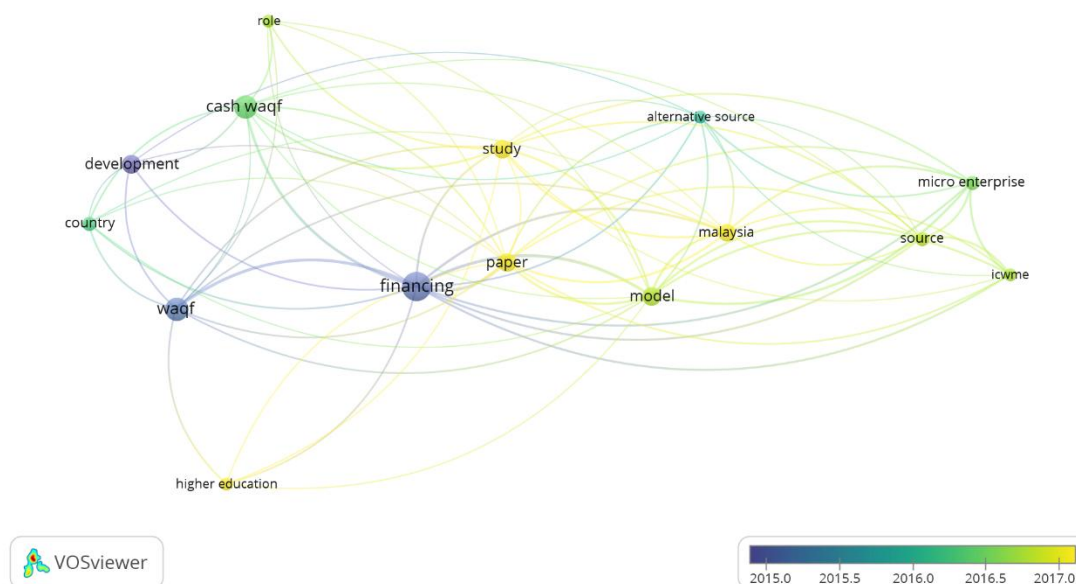 role
cash waqf
alternative source
study
development
micro enterprise
country
malaysia
source
paper
icwme
financing
model
waqf
higher education
VOSviewer
2015.0 2015.5 2016.0 2016.5 2017.0